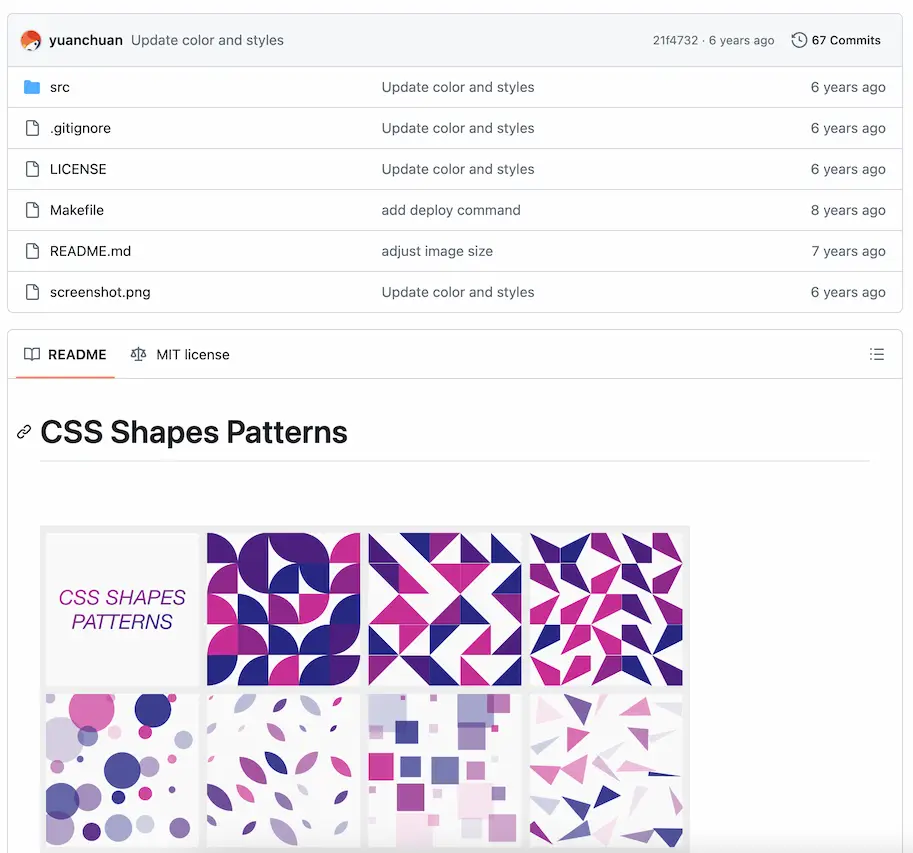 yuanchuan Update color and styles 21f4732 · 6 years ago 67 Commits
src Update color and styles 6 years ago
.gitignore Update color and styles 6 years ago
LICENSE Update color and styles 6 years ago
Makefile add deploy command 8 years ago
README.md adjust image size 7 years ago
screenshot.png Update color and styles 6 years ago
README MIT license
CSS Shapes Patterns
CSS SHAPES
PATTERNS